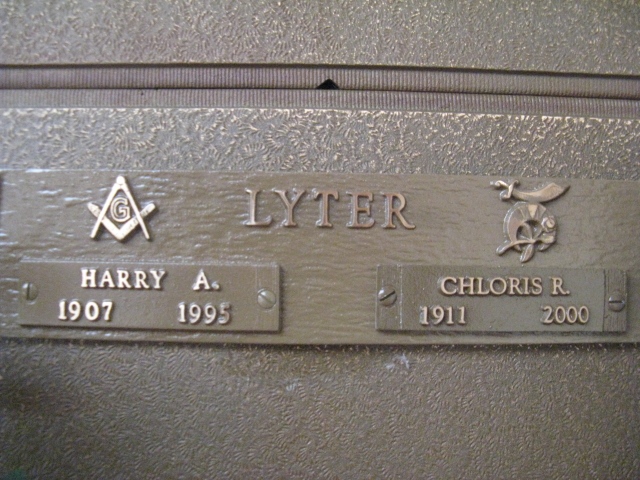 G
LYTER
HARRY A.
1907 1995
CHLORIS R.
1911 2000